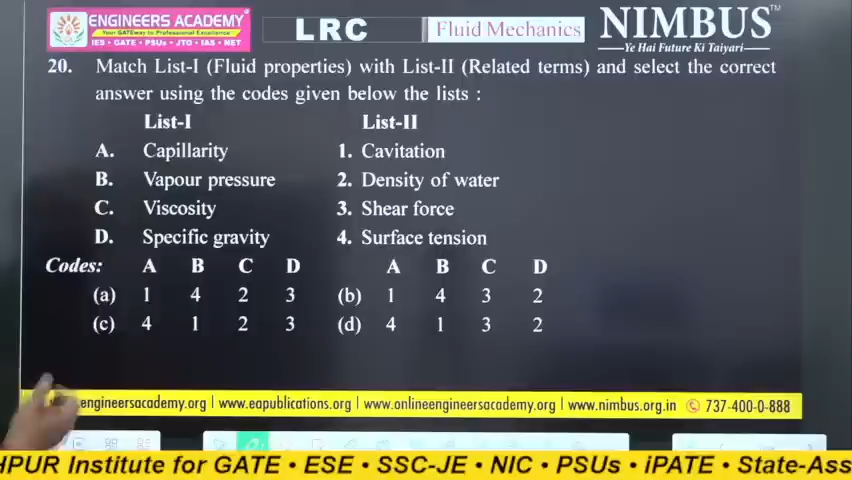 ENGINEERS ACADEMY
Your GATEway to Professional Excellence
IES • GATE • PSUs • JTO • IAS • NET
LRC
Fluid Mechanics
NIMBUS™
Ye Hai Future Ki Taiyari
20. Match List-I (Fluid properties) with List-II (Related terms) and select the correct
answer using the codes given below the lists :
List-I List-II
A. Capillarity 1. Cavitation
B. Vapour pressure 2. Density of water
C. Viscosity 3. Shear force
D. Specific gravity 4. Surface tension
Codes: A B C D A B C D
(a) 1 4 2 3 (b) 1 4 3 2
(c) 4 1 2 3 (d) 4 1 3 2
engineersacademy.org | www.eapublications.org | www.onlineengineersacademy.org | www.nimbus.org.in 737-400-0-888
HPUR Institute for GATE • ESE • SSC-JE • NIC • PSUs • iPATE • State-Ass